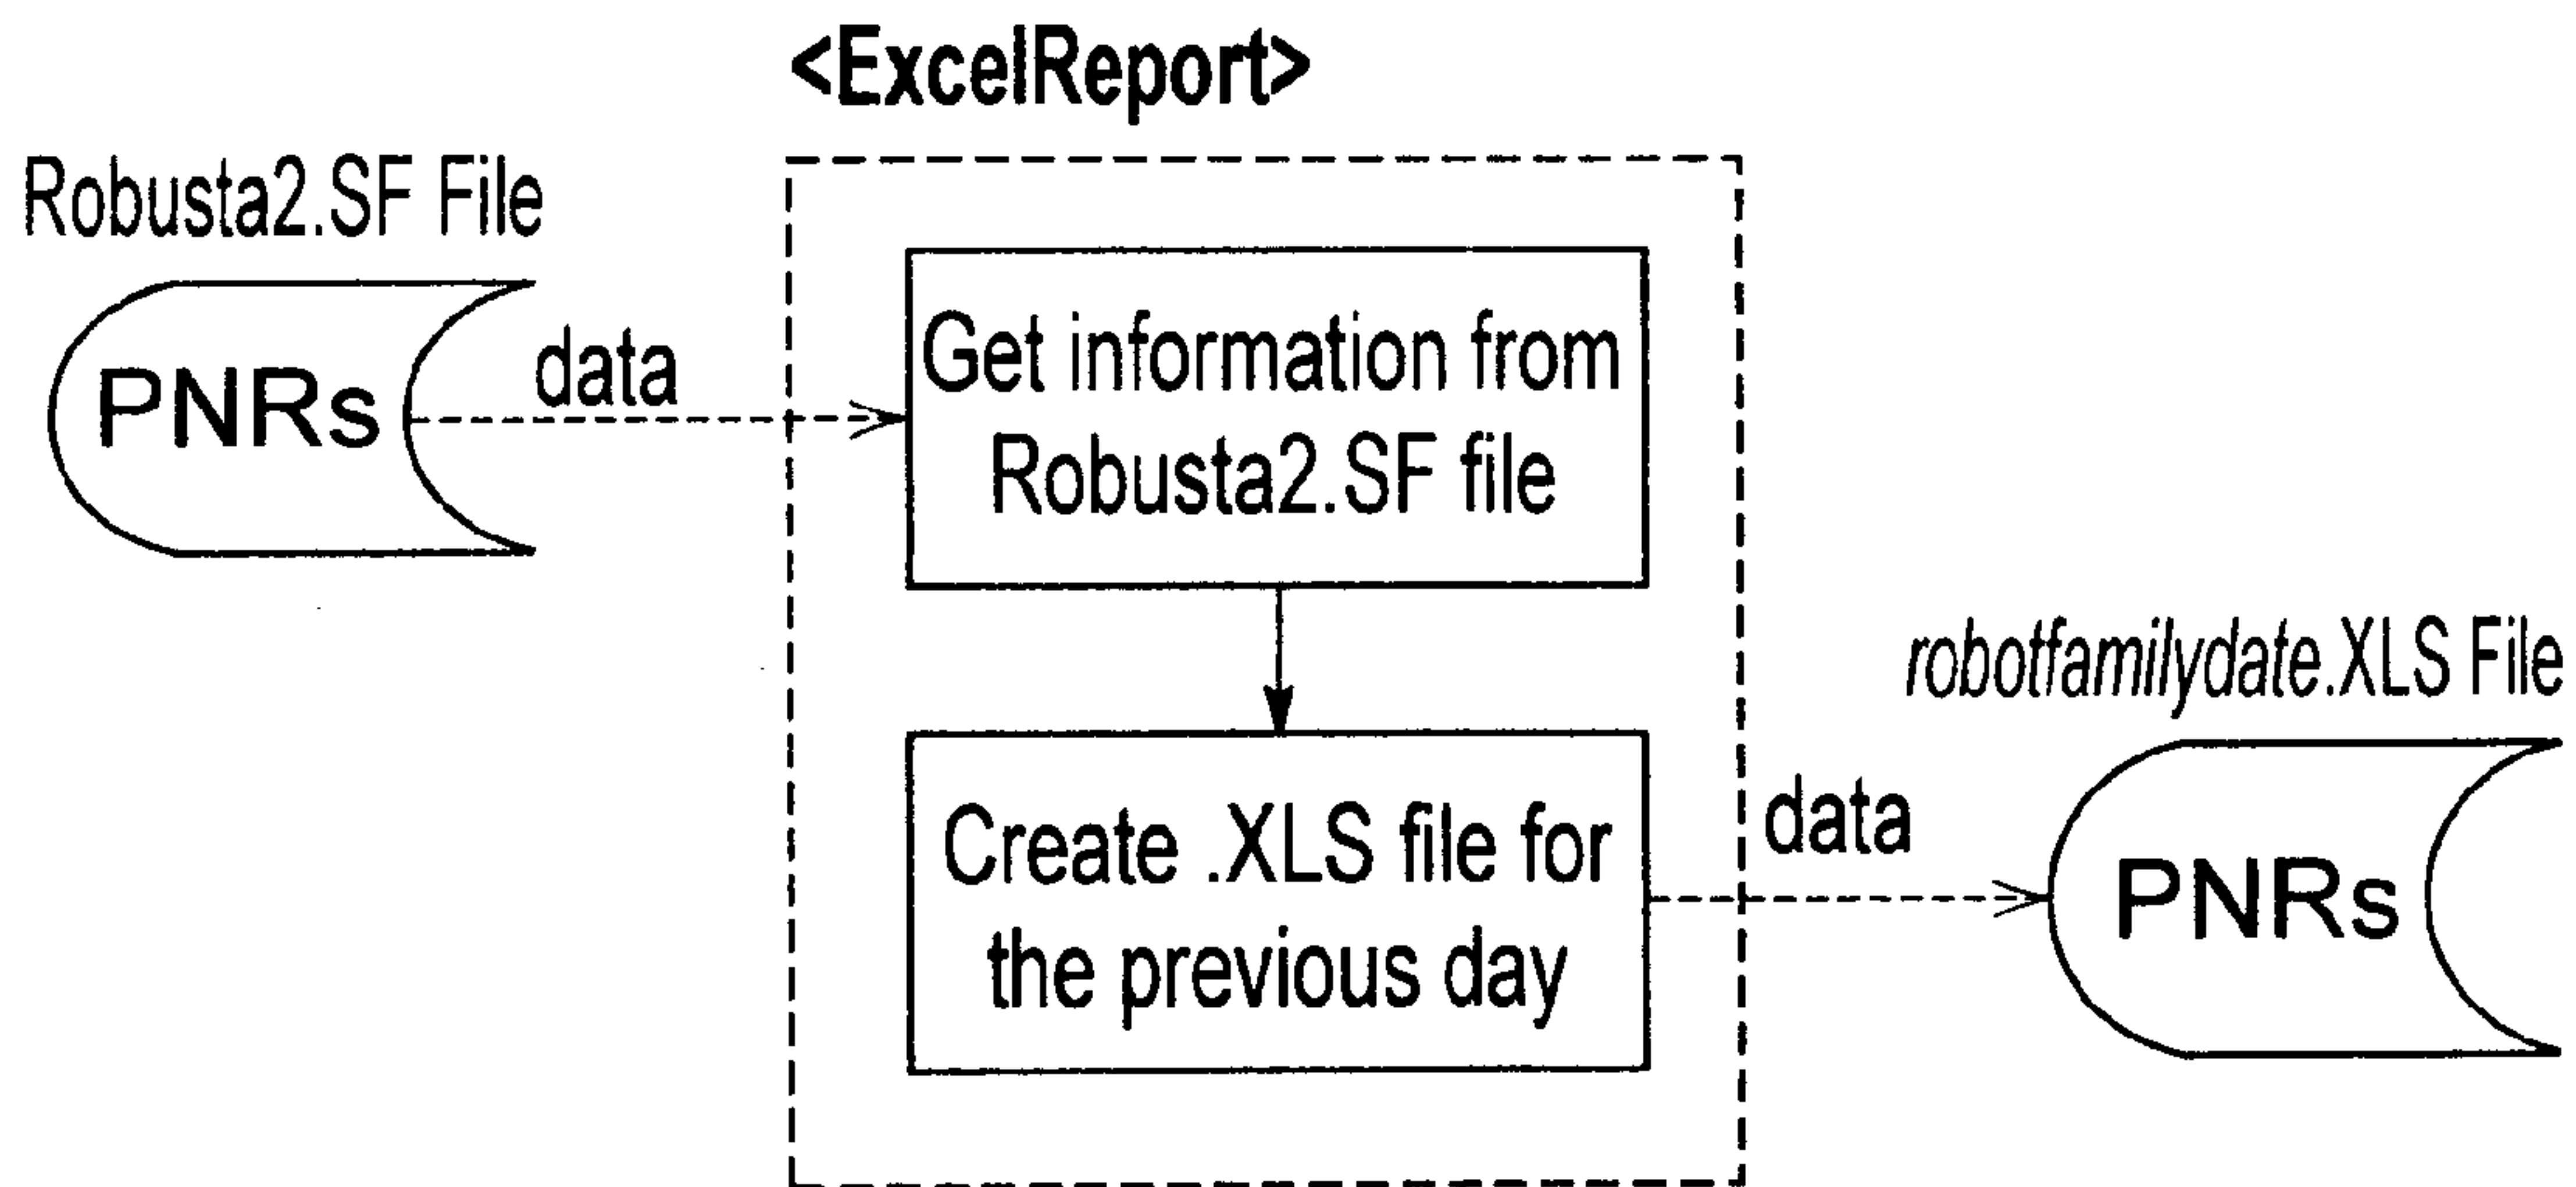 <ExcelReport>
Robusta2.SF File
PNRs
data
Get information from
Robusta2.SF file
robotfamilydate.XLS File
Create .XLS file for
the previous day
data
PNRs